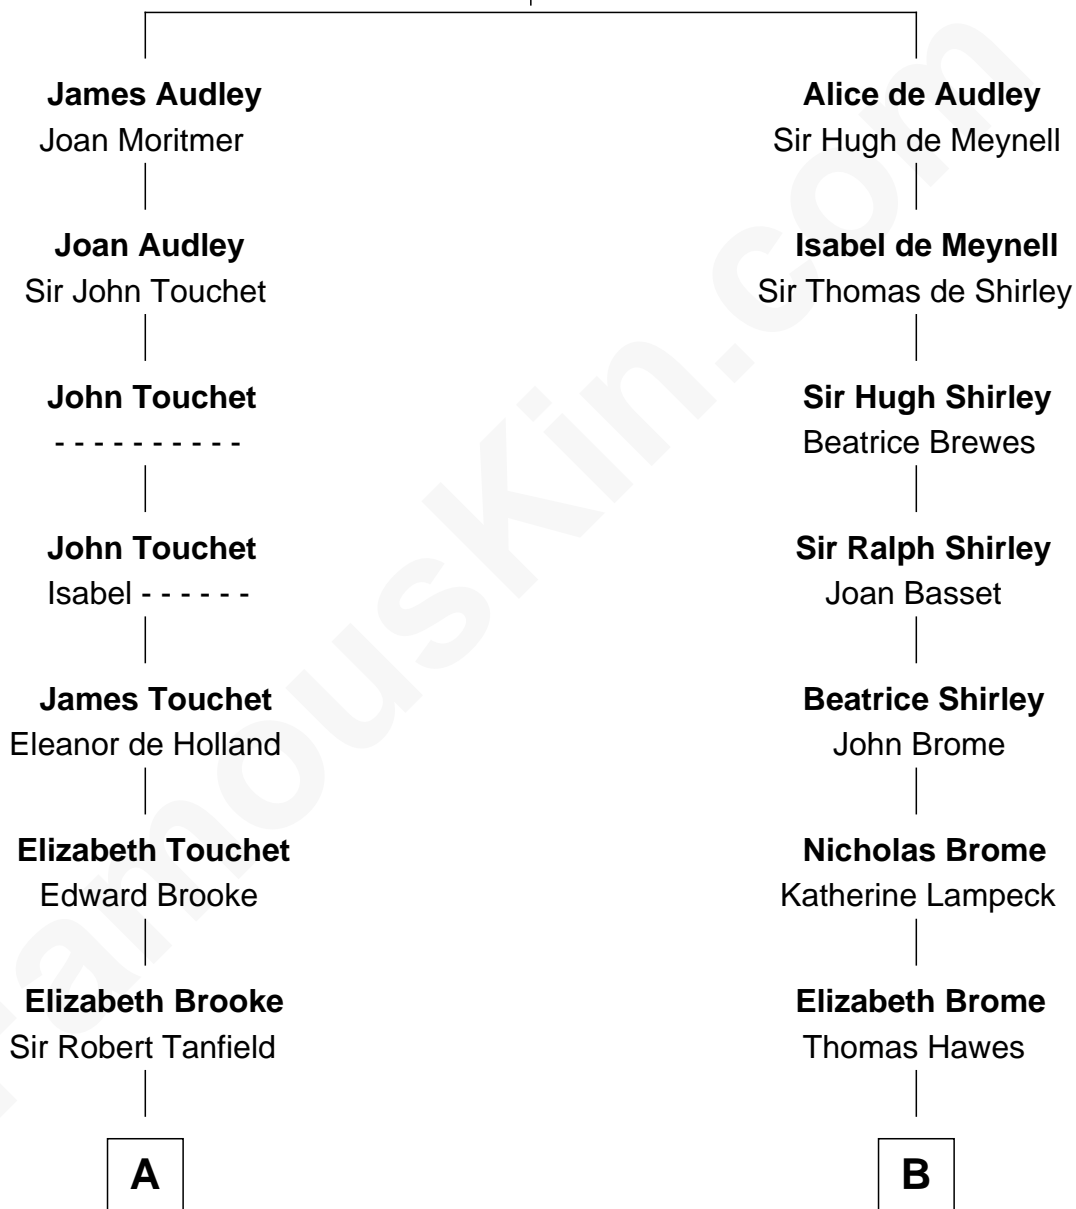 James Audley
Joan Moritmer
Alice de Audley
Sir Hugh de Meynell
Joan Audley
Sir John Touchet
Isabel de Meynell
Sir Thomas de Shirley
John Touchet
- - - - - - - - - -
Sir Hugh Shirley
Beatrice Brewes
John Touchet
Isabel - - - - - -
Sir Ralph Shirley
Joan Basset
James Touchet
Eleanor de Holland
Beatrice Shirley
John Brome
Elizabeth Touchet
Edward Brooke
Nicholas Brome
Katherine Lampeck
Elizabeth Brooke
Sir Robert Tanfield
Elizabeth Brome
Thomas Hawes
A
B
FamousKin.com